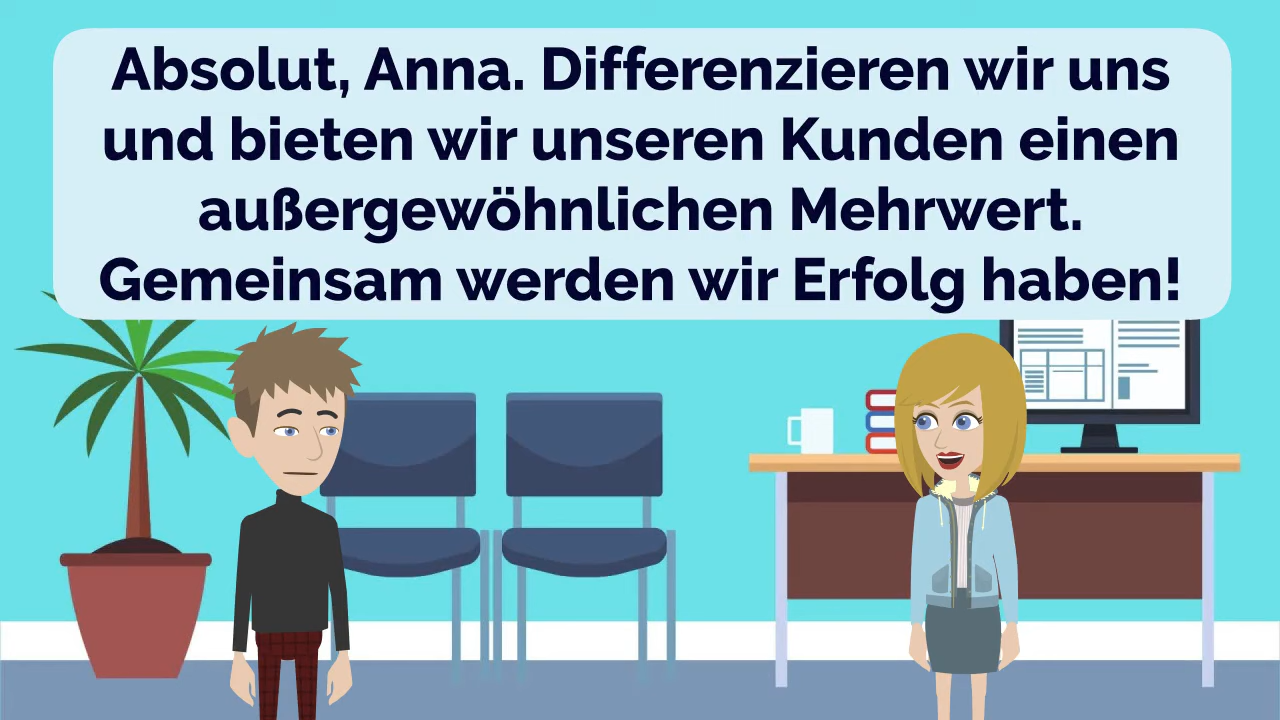 Absolut, Anna. Differenzieren wir uns
und bieten wir unseren Kunden einen
außergewöhnlichen Mehrwert.
Gemeinsam werden wir Erfolg haben!